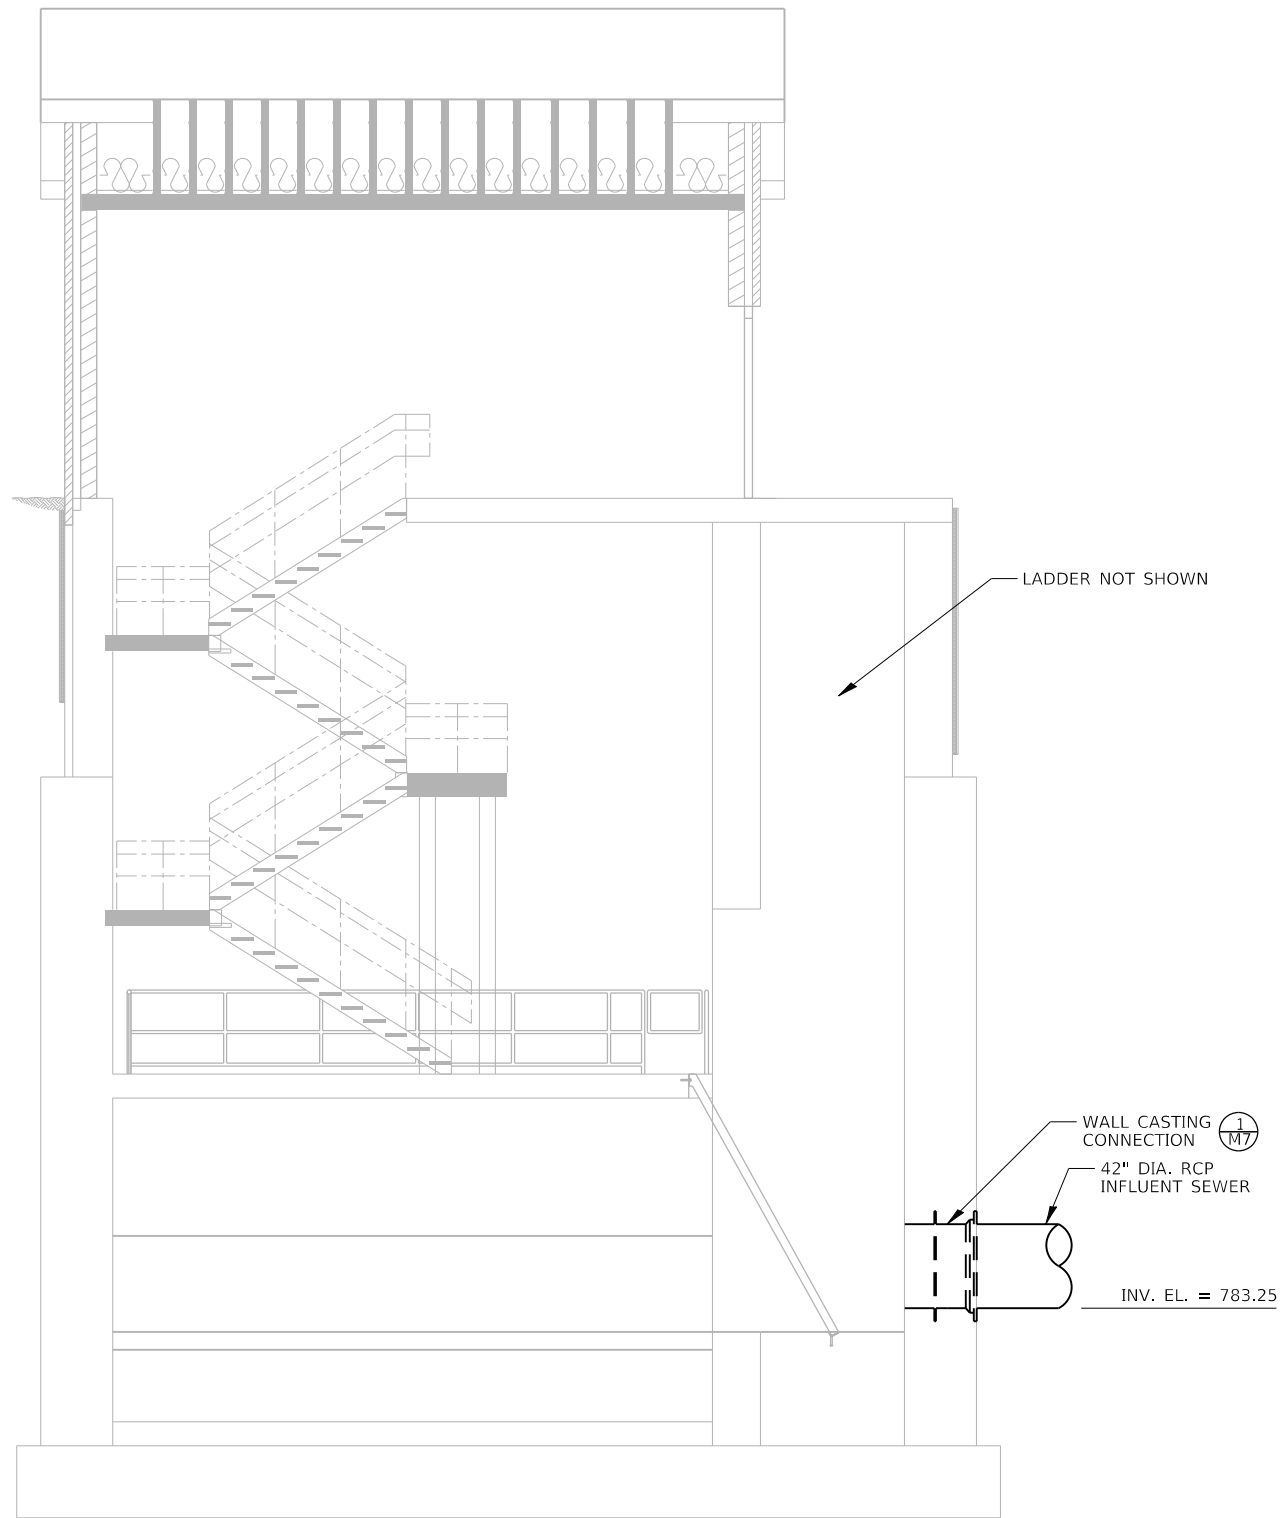 LADDER NOT SHOWN
WALL CASTING
CONNECTION
1
M7
42" DIA. RCP
INFLUENT SEWER
INV. EL. = 783.25